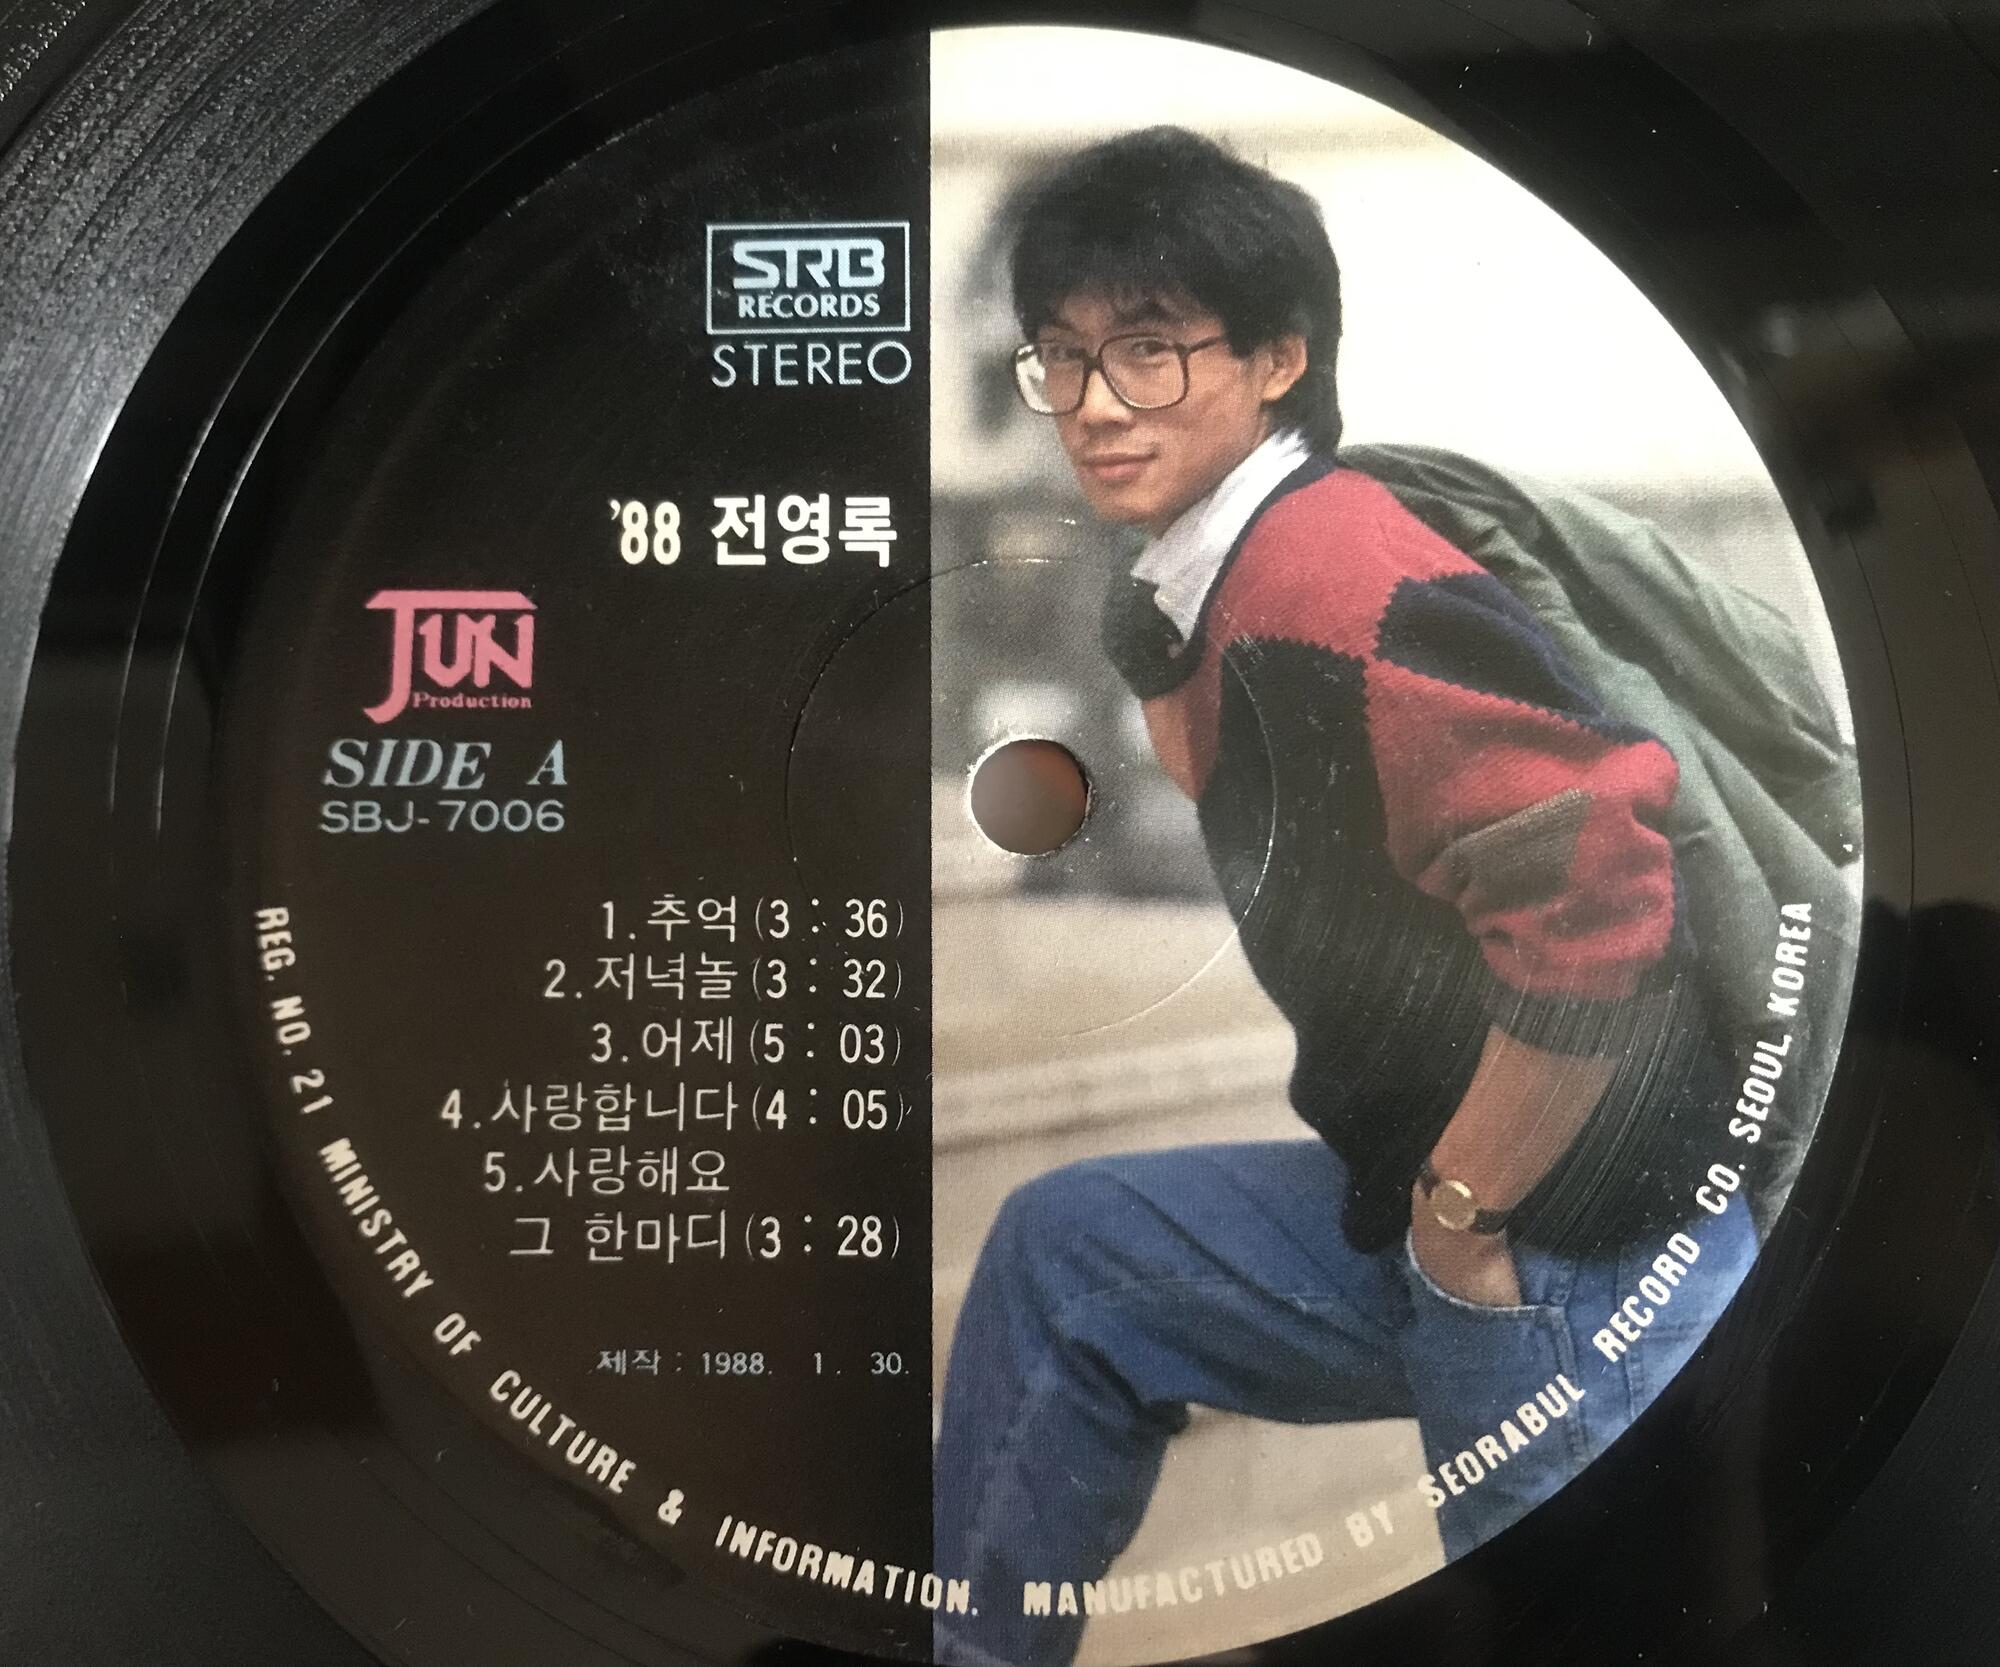 SRB
RECORDS
STEREO
'88 전영록
JUN
Production
SIDE A
SBJ-7006
1.추억(3 : 36)
2.저녁놀(3 : 32)
3.어제(5 : 03)
4.사랑합니다(4 : 05)
5.사랑해요
그 한마디(3 : 28)
제작 : 1988. 1. 30.
REG. NO. 21 MINISTRY OF CULTURE & INFORMATION. MANUFACTURED BY SEORABUL RECORD CO. SEOUL KOREA